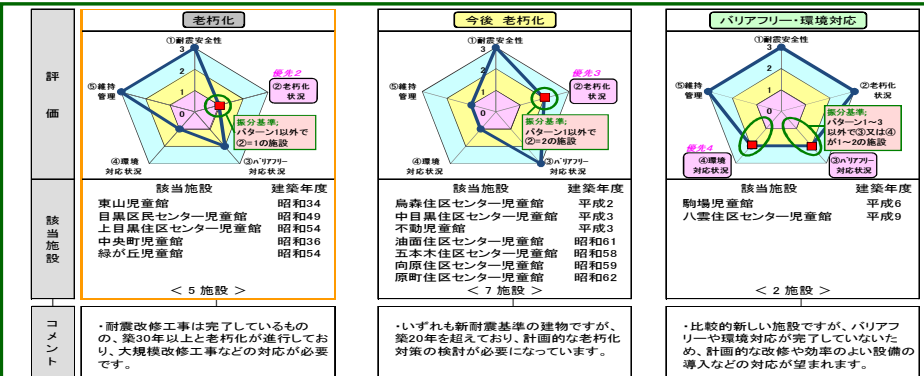 評価
老朽化
①耐震安全性
3
2
1
0
優先2
②老朽化
状況
⑤維持
管理
振分基準;
パターン1以外で
②=1の施設
④環境
対応状況
③バリアフリー
対応状況
今後 老朽化
①耐震安全性
3
2
1
0
優先3
②老朽化
状況
⑤維持
管理
振分基準;
パターン1以外で
②=2の施設
④環境
対応状況
③バリアフリー
対応状況
バリアフリー・環境対応
①耐震安全性
3
2
1
0
②老朽化
状況
⑤維持
管理
振分基準;
パターン1~3
以外で③又は④
が1~2の施設
優先4
④環境
対応状況
③バリアフリー
対応状況
該当施設
該当施設 建築年度
東山児童館 昭和34
目黒区民センター児童館 昭和49
上目黒住区センター児童館 昭和54
中央町児童館 昭和36
緑が丘児童館 昭和54
<5施設>
該当施設 建築年度
烏森住区センター児童館 平成2
中目黒住区センター児童館 平成3
不動児童館 平成3
油面住区センター児童館 昭和61
五本木住区センター児童館 昭和58
向原住区センター児童館 昭和59
原町住区センター児童館 昭和62
<7施設>
該当施設 建築年度
駒場児童館 平成6
八雲住区センター児童館 平成9
<2施設>
コメント
・耐震改修工事は完了しているもの
の、築30年以上と老朽化が進行してお
り、大規模改修工事などの対応が必要
です。
・いずれも新耐震基準の建物ですが、
築20年を超えており、計画的な老朽化
対策の検討が必要になっています。
・比較的新しい施設ですが、バリアフ
リーや環境対応が完了していないた
め、計画的な改修や効率のよい設備の
導入などの対応が望まれます。